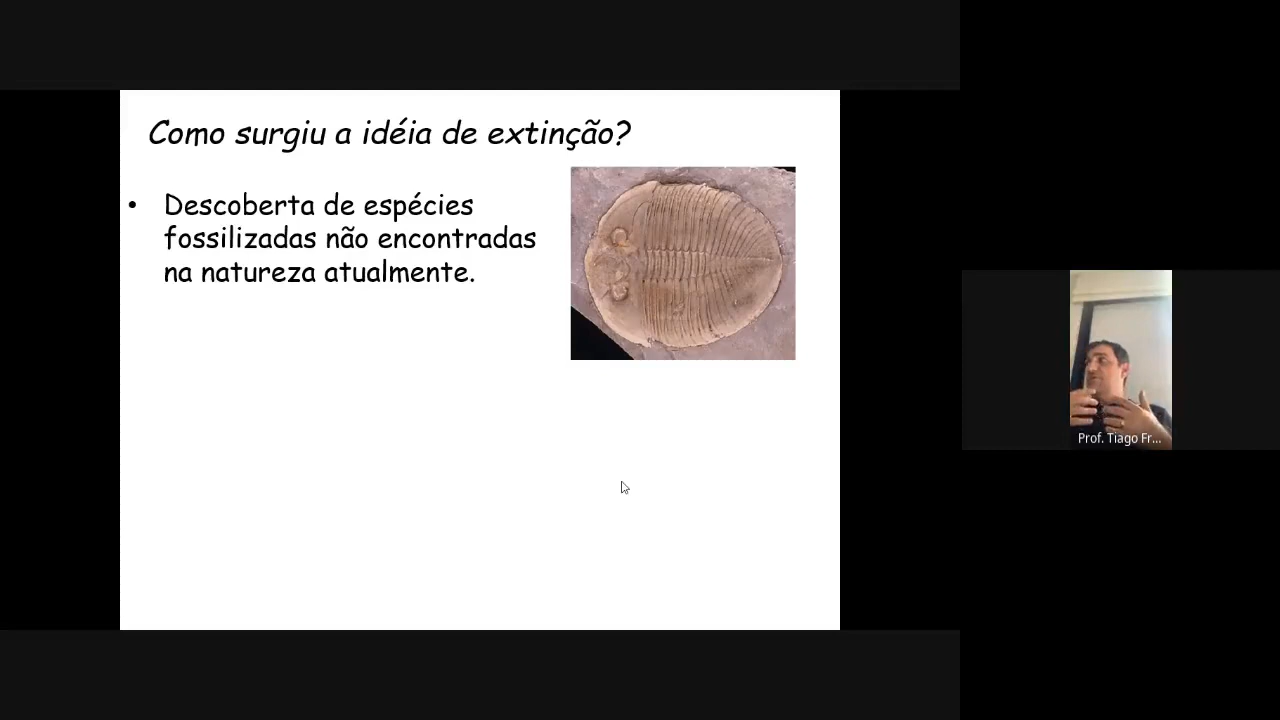 Como surgiu a idéia de extinção?
• Descoberta de espécies
fossilizadas não encontradas
na natureza atualmente.
Prof. Tiago Fr...